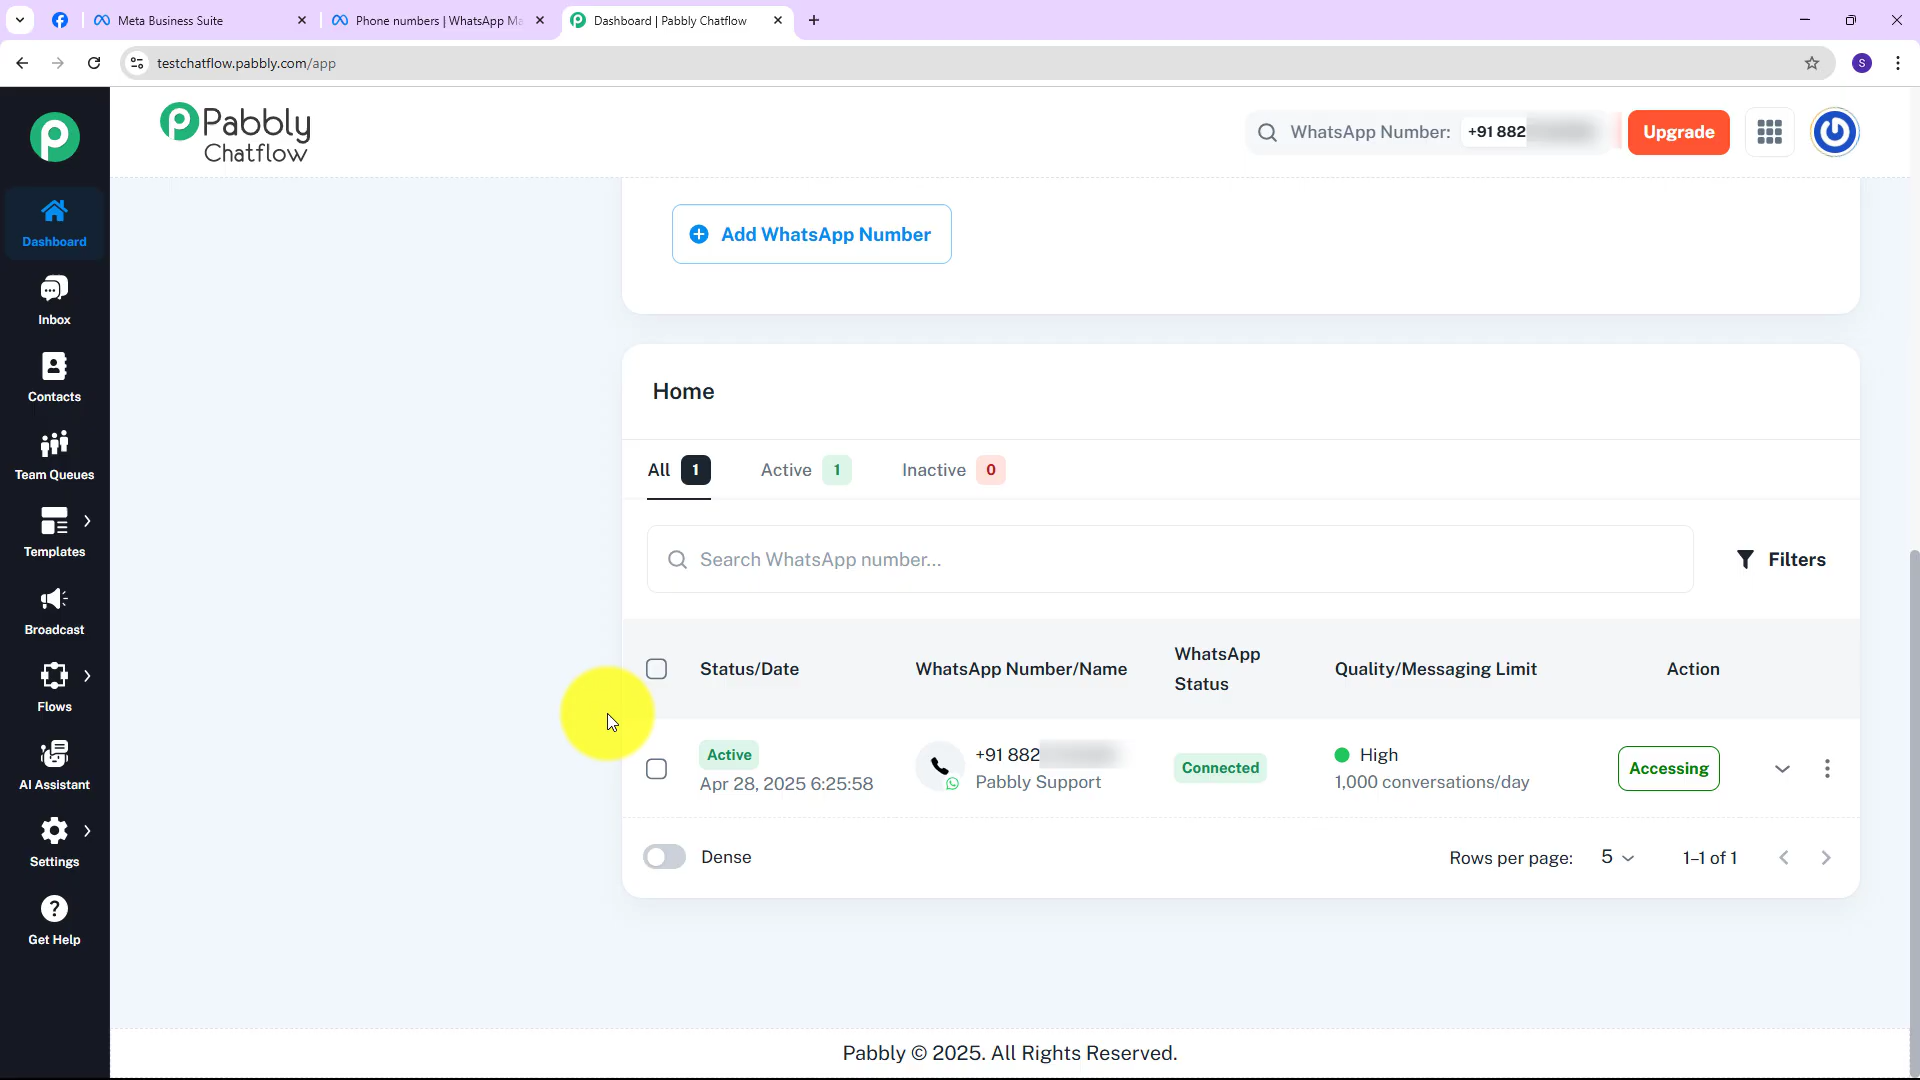 Meta Business Suite
Phone numbers | WhatsApp Ma
Dashboard | Pabbly Chatflow
testchatflow.pabbly.com/app
S
Pabbly
Chatflow
WhatsApp Number: +91 882
Upgrade
Dashboard
Inbox
Contacts
Team Queues
Templates
Broadcast
Flows
AI Assistant
Settings
Get Help
Add WhatsApp Number
Home
All 1 Active 1 Inactive 0
Search WhatsApp number...
Filters
Status/Date
WhatsApp Number/Name
WhatsApp
Status
Quality/Messaging Limit
Action
Active
Apr 28, 2025 6:25:58
+91 882
Pabbly Support
Connected
High
1,000 conversations/day
Accessing
Dense
Rows per page: 5 1–1 of 1
Pabbly © 2025. All Rights Reserved.